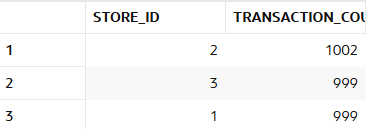 STORE_ID TRANSACTION_COU
1 2 1002
2 3 999
3 1 999